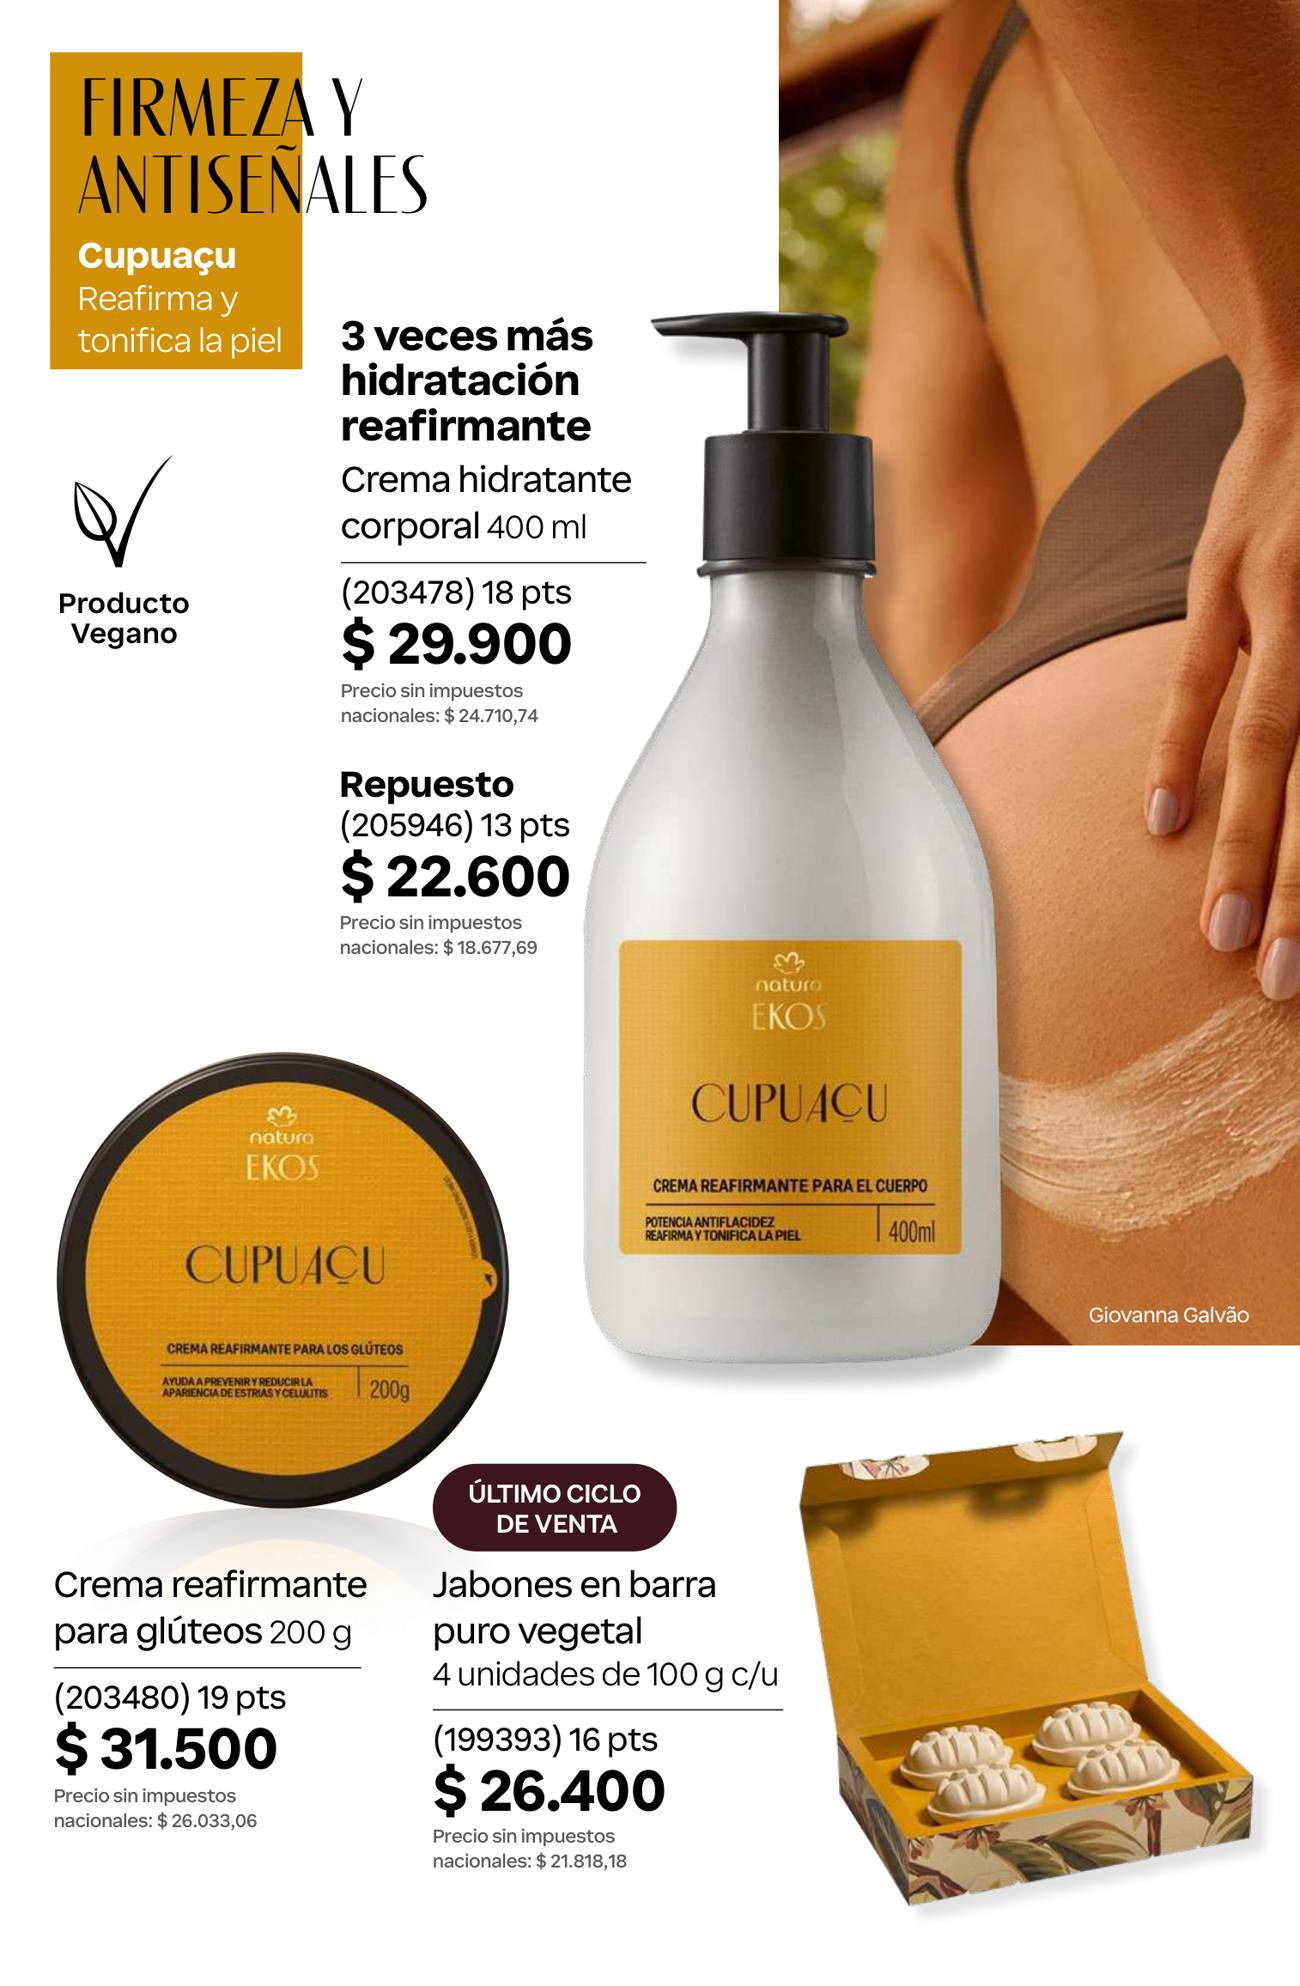 FIRMEZA Y
ANTISEÑALES
Cupuaçu
Reafirma y
tonifica la piel
Producto
Vegano
3 veces más
hidratación
reafirmante
Crema hidratante
corporal 400 ml
(203478) 18 pts
$ 29.900
Precio sin impuestos
nacionales: $ 24.710,74
Repuesto
(205946) 13 pts
$ 22.600
Precio sin impuestos
nacionales: $ 18.677,69
natura
EKOS
CUPUAÇU
CREMA REAFIRMANTE PARA EL CUERPO
POTENCIA ANTIFLACIDEZ
REAFIRMA Y TONIFICA LA PIEL
400ml
Giovanna Galvão
natura
EKOS
CUPUAÇU
CREMA REAFIRMANTE PARA LOS GLÚTEOS
AYUDA A PREVENIR Y REDUCIR LA
APARIENCIA DE ESTRIAS Y CELULITIS
200g
Crema reafirmante
para glúteos 200 g
(203480) 19 pts
$ 31.500
Precio sin impuestos
nacionales: $ 26.033,06
ÚLTIMO CICLO
DE VENTA
Jabones en barra
puro vegetal
4 unidades de 100 g c/u
(199393) 16 pts
$ 26.400
Precio sin impuestos
nacionales: $ 21.818,18